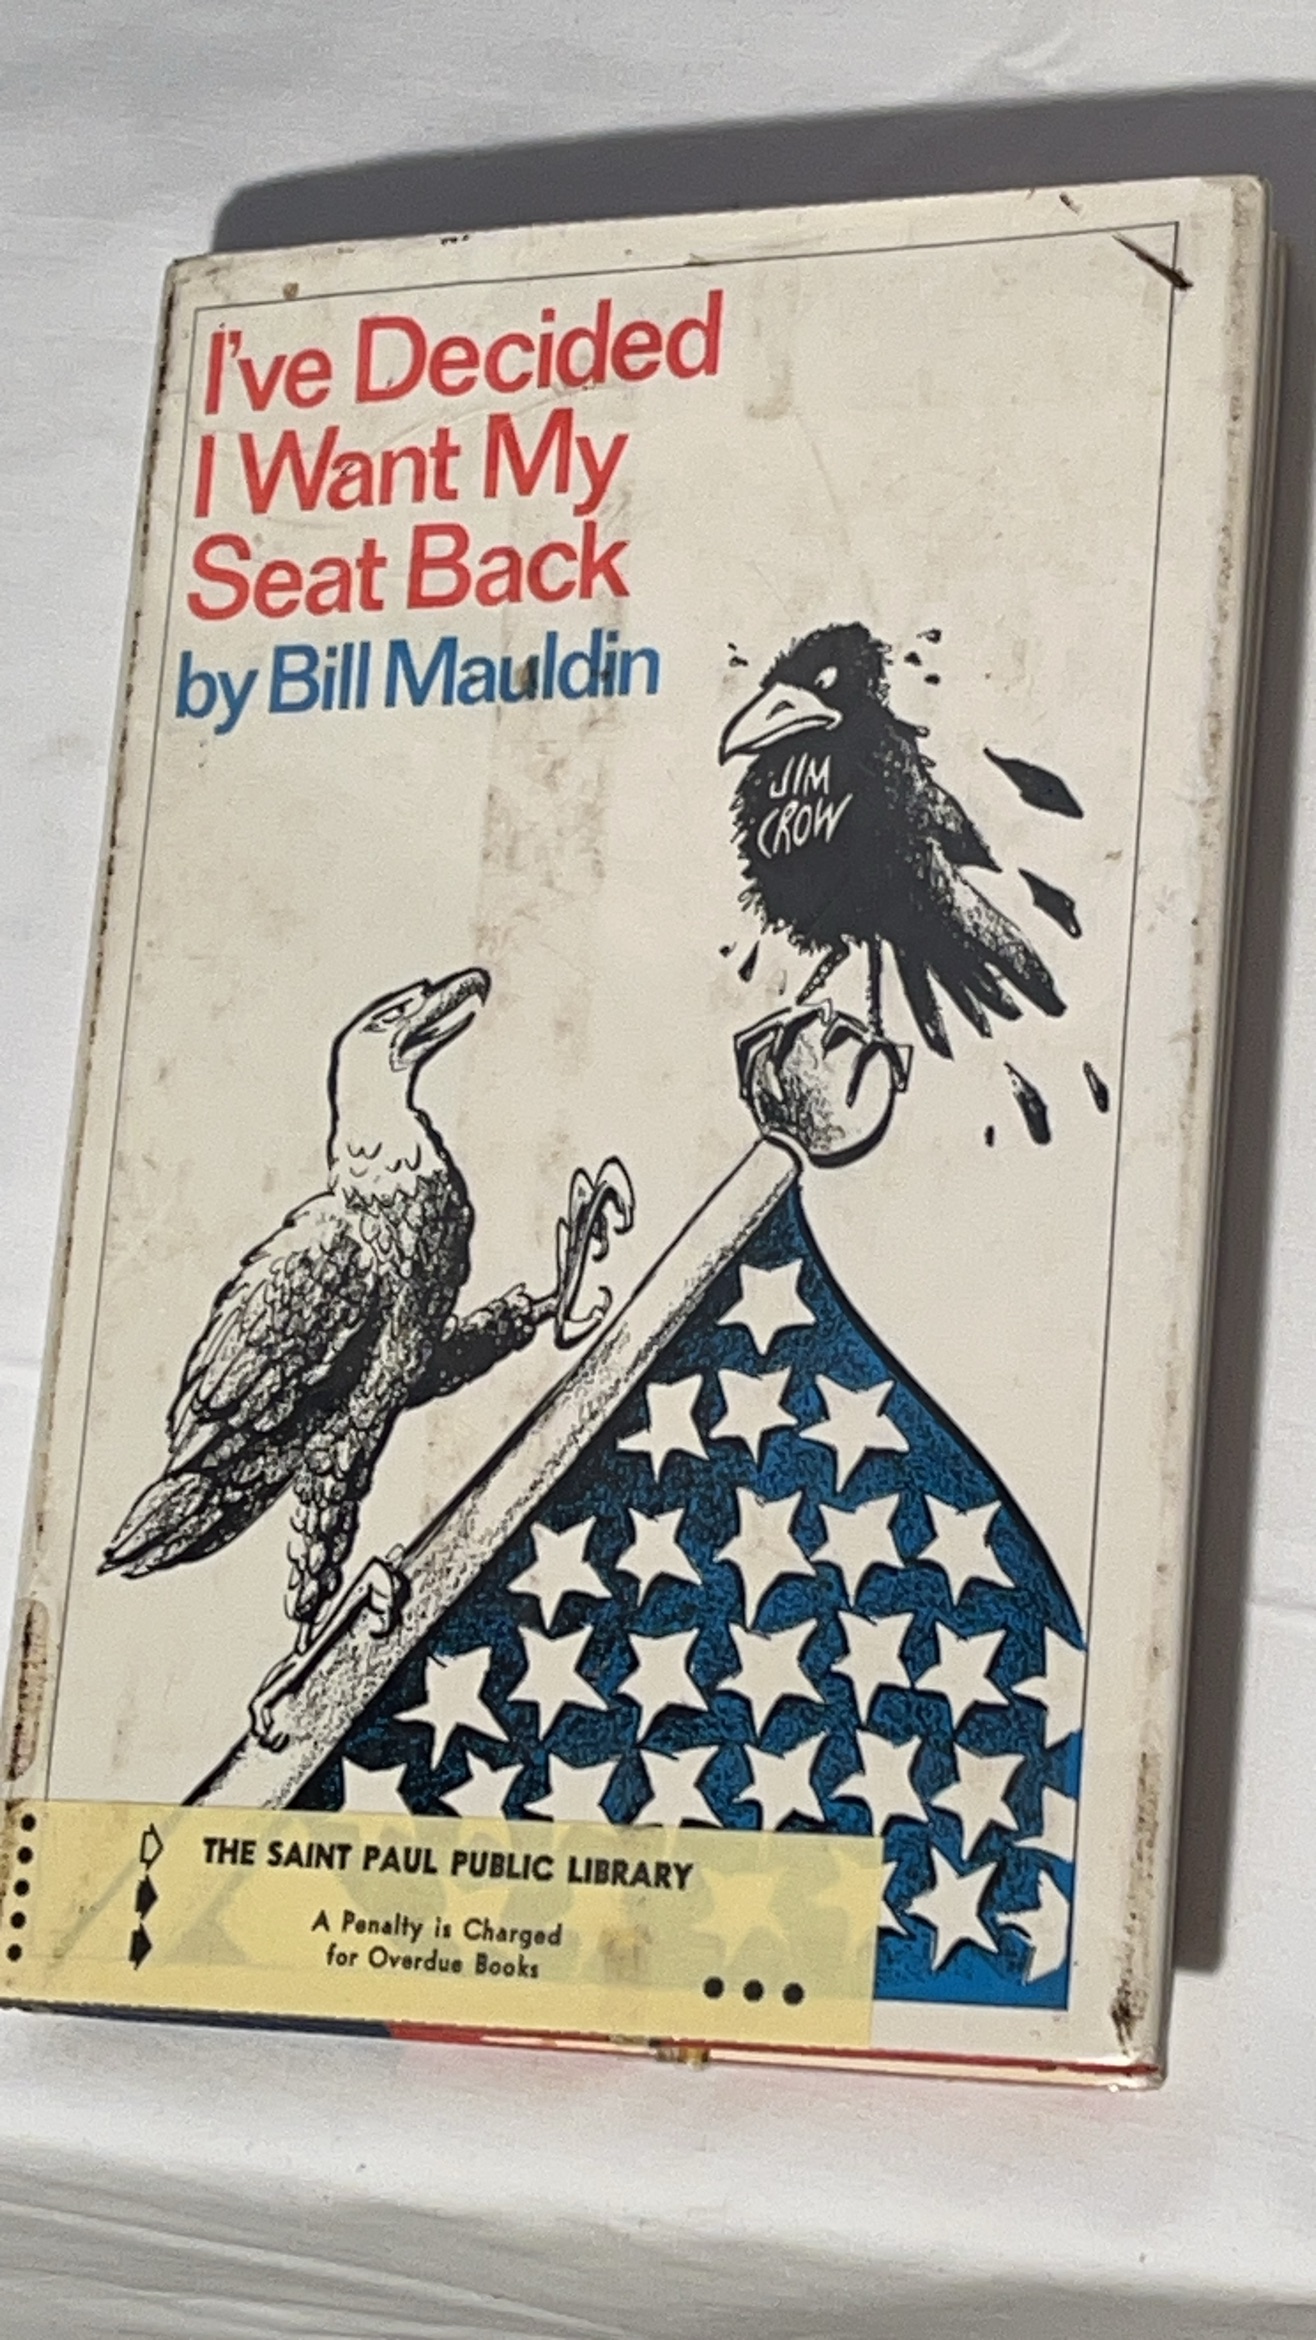 I've Decided
I Want My
Seat Back
by Bill Mauldin
JIM
CROW
THE SAINT PAUL PUBLIC LIBRARY
A Penalty is Charged
for Overdue Books